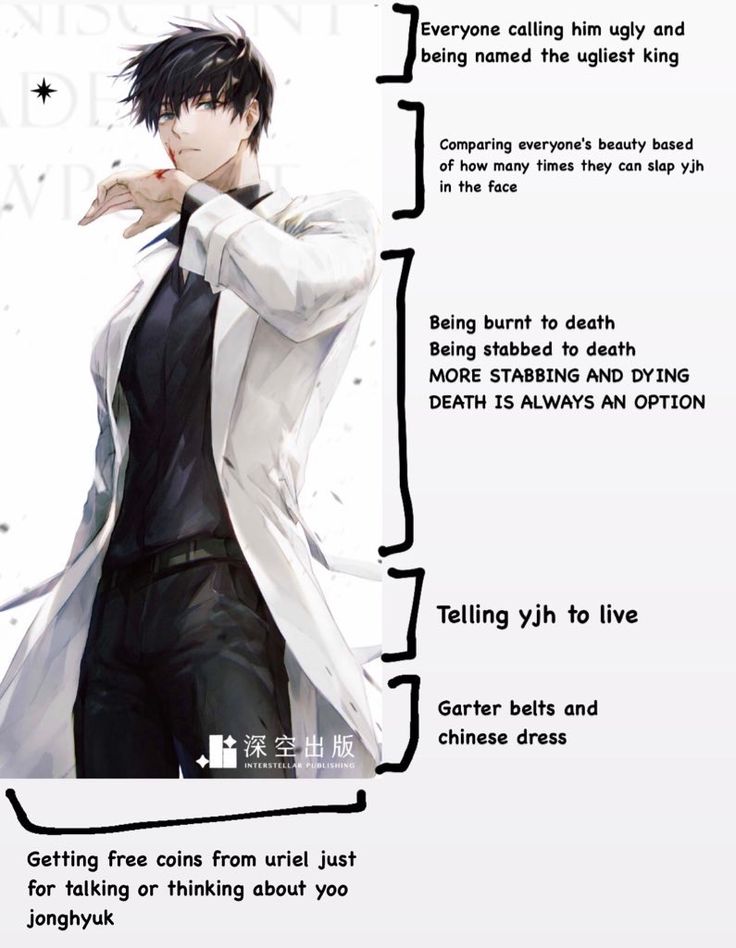 NISCIENT
ADE
WPO
Everyone calling him ugly and
being named the ugliest king
Comparing everyone's beauty based
of how many times they can slap yjh
in the face
Being burnt to death
Being stabbed to death
MORE STABBING AND DYING
DEATH IS ALWAYS AN OPTION
Telling yjh to live
Garter belts and
chinese dress
深空出版
INTERSTELLAR PUBLISHING
Getting free coins from uriel just
for talking or thinking about yoo
jonghyuk